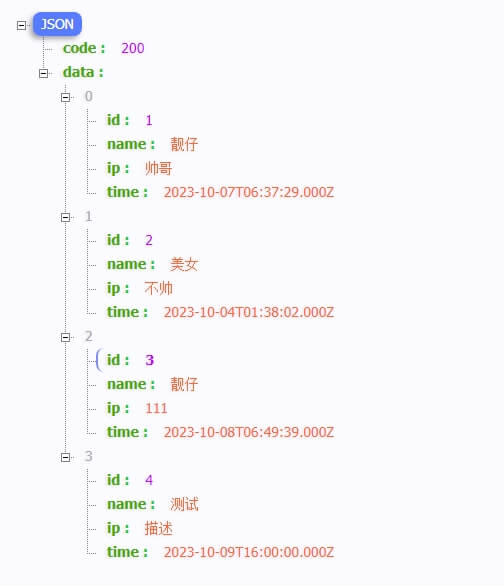 JSON
code : 200
data :
0
id : 1
name : 靓仔
ip : 帅哥
time : 2023-10-07T06:37:29.000Z
1
id : 2
name : 美女
ip : 不帅
time : 2023-10-04T01:38:02.000Z
2
id : 3
name : 靓仔
ip : 111
time : 2023-10-08T06:49:39.000Z
3
id : 4
name : 测试
ip : 描述
time : 2023-10-09T16:00:00.000Z